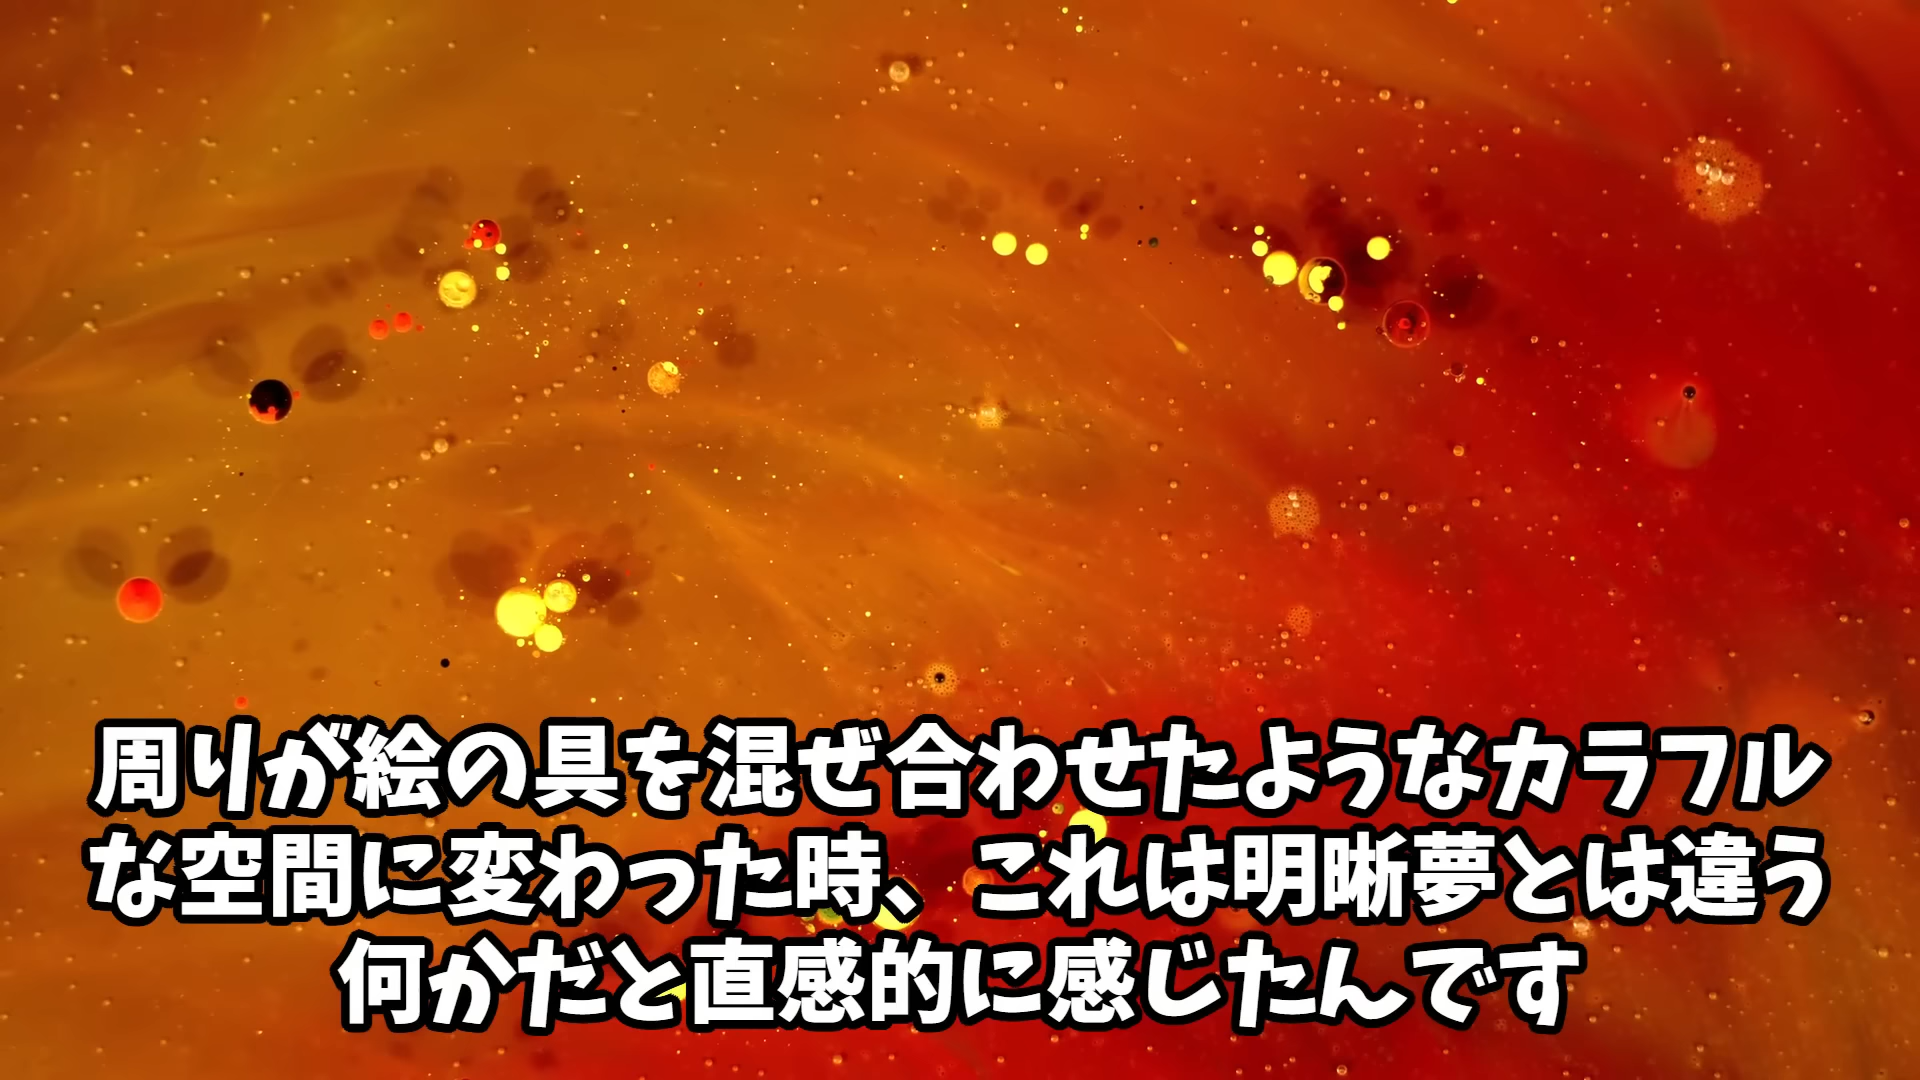 周りが絵の具を混ぜ合わせたようなカラフル
な空間に変わった時、これは明晰夢とは違う
何かだと直感的に感じたんです